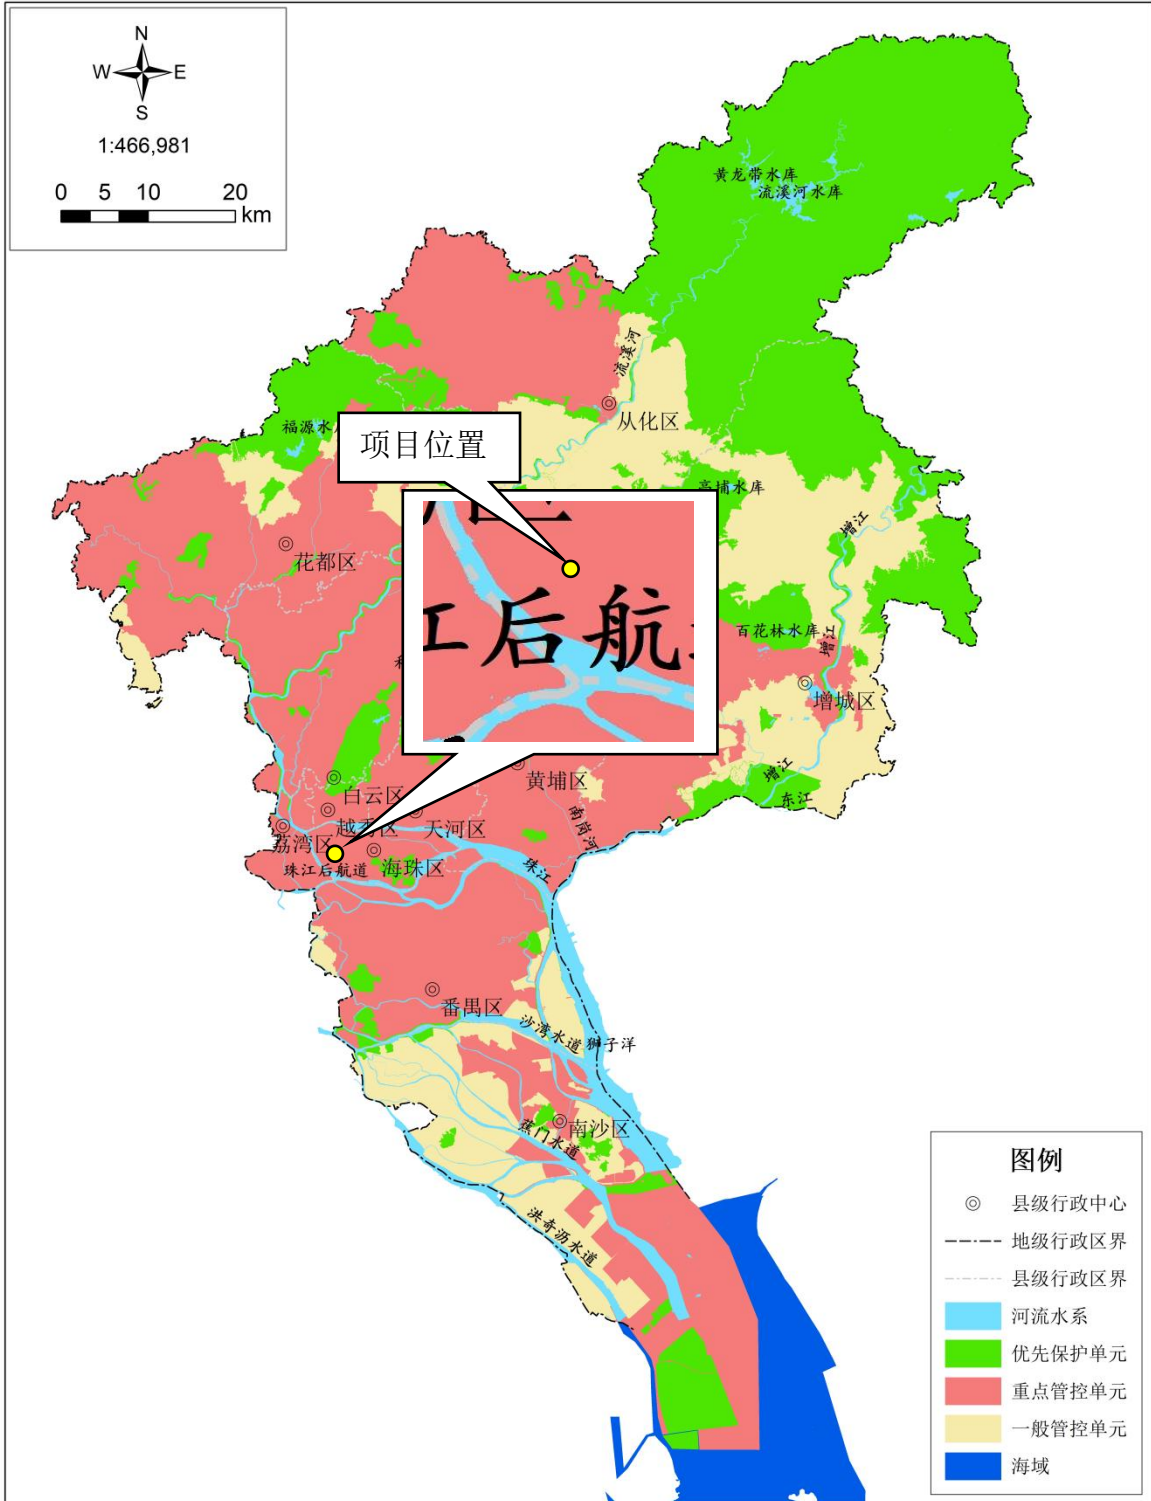 N
W E
S
1:466,981
0 5 10 20
km
黄龙带水库
流溪河水库
流溪河
从化区
福源水
项目位置
高埔水库
增江
花都区
江后航
百花林水库
增江
增城区
增江
东江
黄埔区
白云区
南岗河
越秀区
天河区
荔湾区
珠江后航道
海珠区
珠江
番禺区
沙湾水道
狮子洋
南沙区
蕉门水道
洪奇沥水道
图例
县级行政中心
地级行政区界
县级行政区界
河流水系
优先保护单元
重点管控单元
一般管控单元
海域